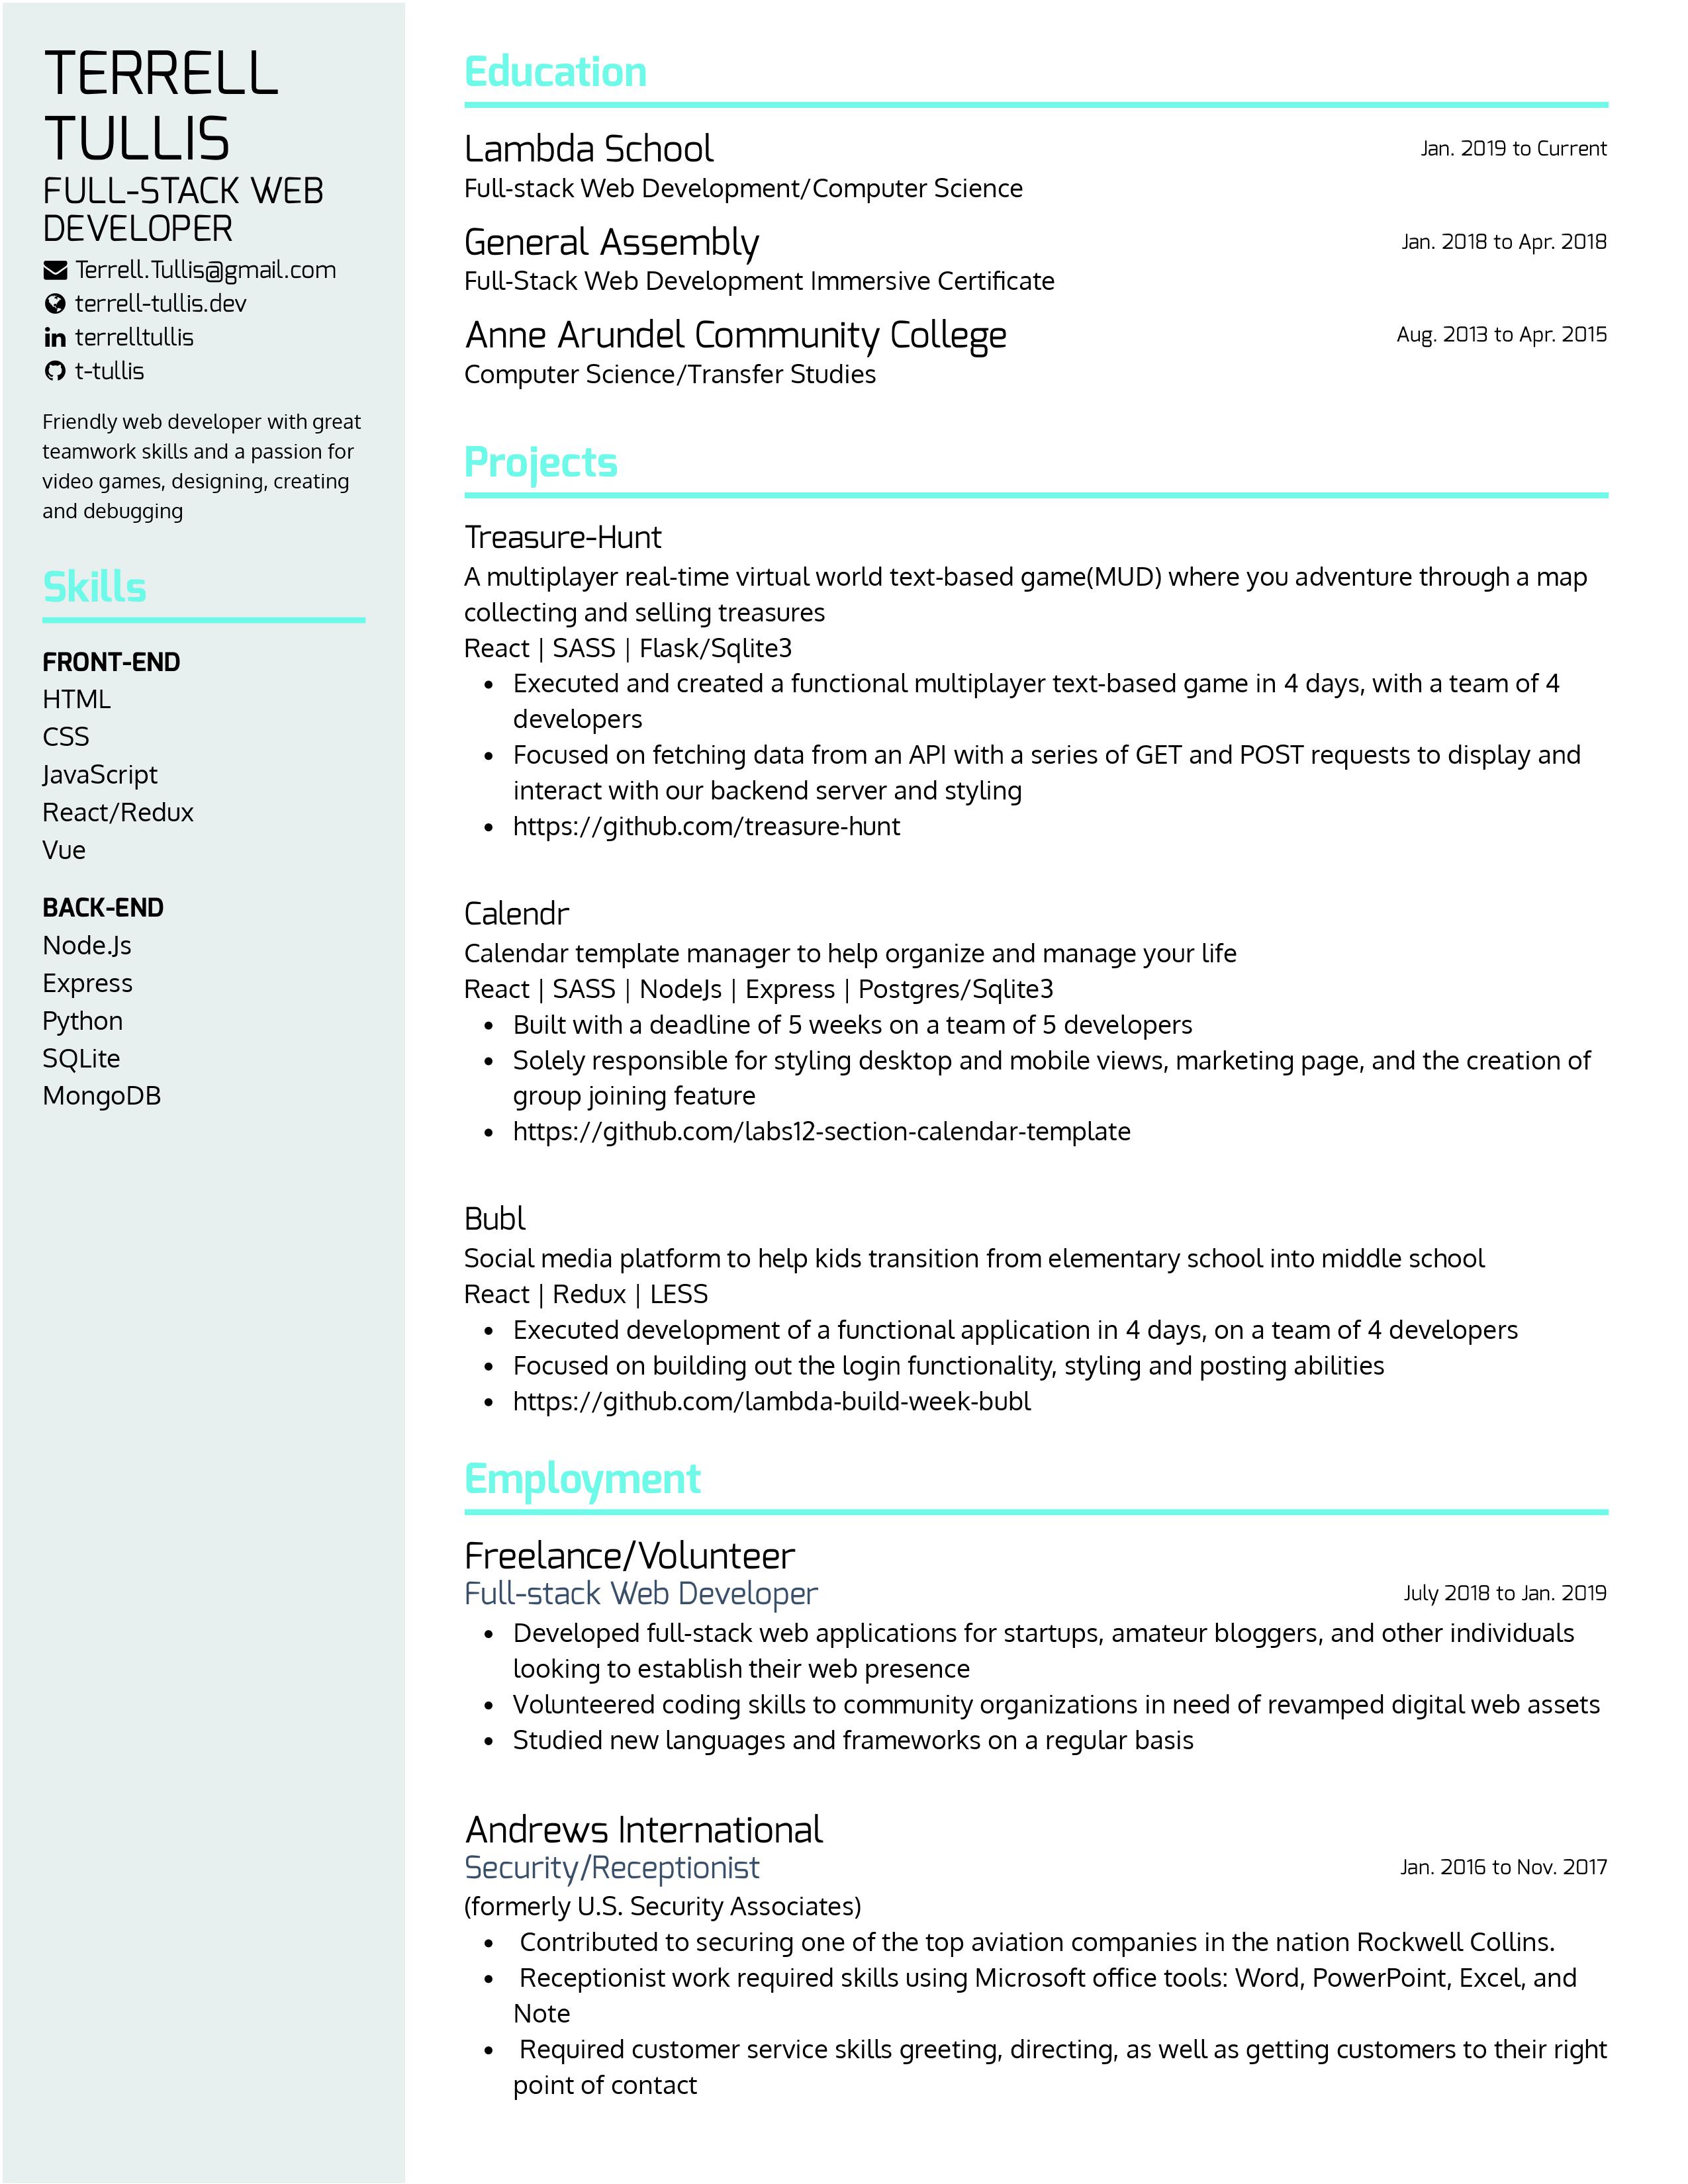 TERRELL
TULLIS
FULL-STACK WEB
DEVELOPER
Terrell.Tullis@gmail.com
terrell-tullis.dev
terrelltullis
t-tullis
Friendly web developer with great
teamwork skills and a passion for
video games, designing, creating
and debugging
Skills
FRONT-END
HTML
CSS
JavaScript
React/Redux
Vue
BACK-END
Node.Js
Express
Python
SQLite
MongoDB
Education
Lambda School Jan. 2019 to Current
Full-stack Web Development/Computer Science
General Assembly Jan. 2018 to Apr. 2018
Full-Stack Web Development Immersive Certificate
Anne Arundel Community College Aug. 2013 to Apr. 2015
Computer Science/Transfer Studies
Projects
Treasure-Hunt
A multiplayer real-time virtual world text-based game(MUD) where you adventure through a map
collecting and selling treasures
React | SASS | Flask/Sqlite3
• Executed and created a functional multiplayer text-based game in 4 days, with a team of 4
developers
• Focused on fetching data from an API with a series of GET and POST requests to display and
interact with our backend server and styling
• https://github.com/treasure-hunt
Calendr
Calendar template manager to help organize and manage your life
React | SASS | NodeJs | Express | Postgres/Sqlite3
• Built with a deadline of 5 weeks on a team of 5 developers
• Solely responsible for styling desktop and mobile views, marketing page, and the creation of
group joining feature
• https://github.com/labs12-section-calendar-template
Bubl
Social media platform to help kids transition from elementary school into middle school
React | Redux | LESS
• Executed development of a functional application in 4 days, on a team of 4 developers
• Focused on building out the login functionality, styling and posting abilities
• https://github.com/lambda-build-week-bubl
Employment
Freelance/Volunteer
Full-stack Web Developer July 2018 to Jan. 2019
• Developed full-stack web applications for startups, amateur bloggers, and other individuals
looking to establish their web presence
• Volunteered coding skills to community organizations in need of revamped digital web assets
• Studied new languages and frameworks on a regular basis
Andrews International
Security/Receptionist Jan. 2016 to Nov. 2017
(formerly U.S. Security Associates)
• Contributed to securing one of the top aviation companies in the nation Rockwell Collins.
• Receptionist work required skills using Microsoft office tools: Word, PowerPoint, Excel, and
Note
• Required customer service skills greeting, directing, as well as getting customers to their right
point of contact